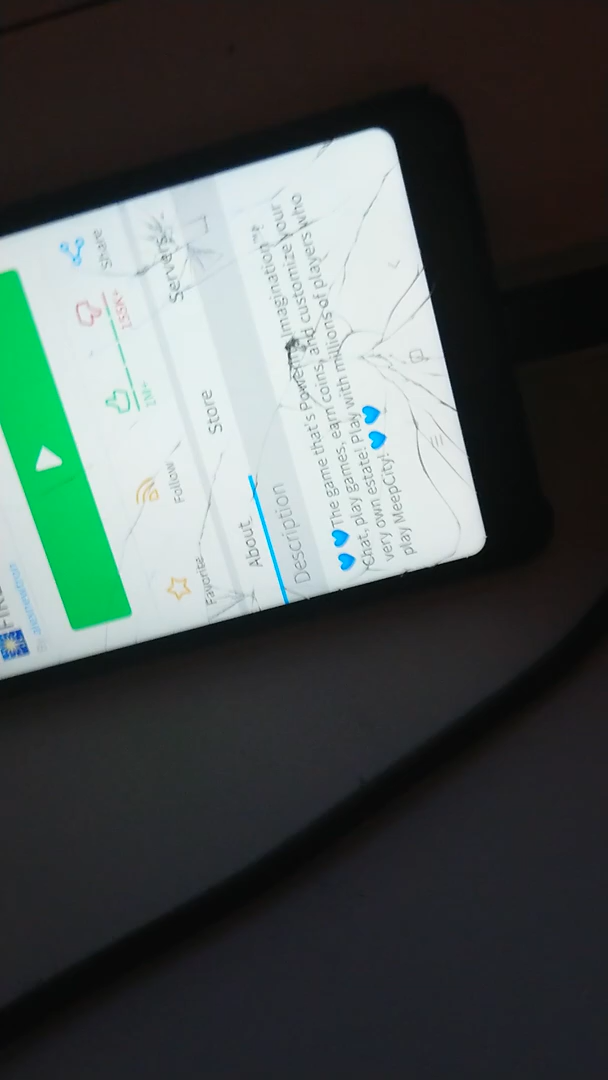 Favorite
Follow
1M+
155K+
Share
About
Store
Servers
Description
💙💙The game that's powering Imagination™!
Chat, play games, earn coins, and customize your
very own estate! Play with millions of players who
play MeepCity! 💙💙